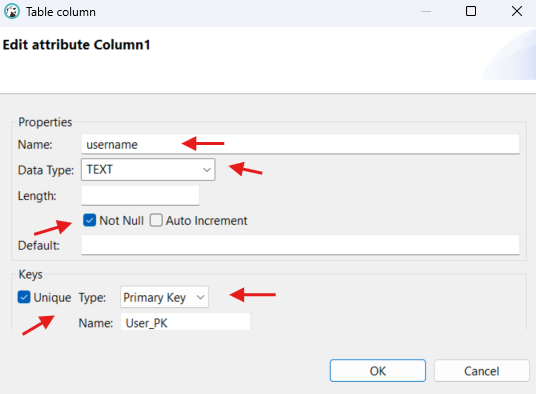 Table column
Edit attribute Column1
Properties
Name: username
Data Type: TEXT
Length:
Not Null Auto Increment
Default:
Keys
Unique Type: Primary Key
Name: User_PK
OK Cancel